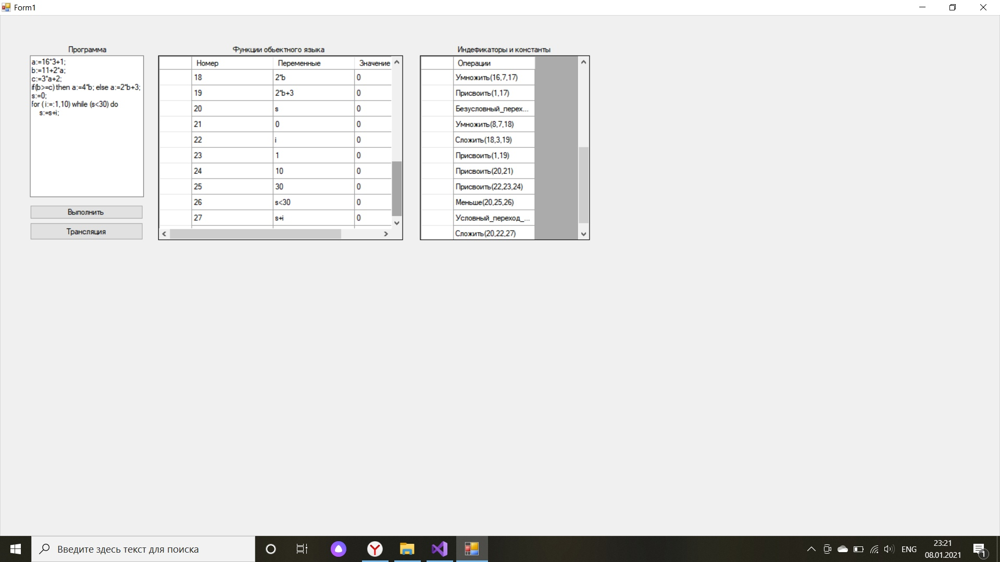 Form1
Программа
a:=16*3+1;
b:=11+2*a;
c:=3*a+2;
if(b>=c) then a:=4*b; else a:=2*b+3;
s:=0;
for ( i:=:1,10) while (s<30) do
s:=s+i;
Выполнить
Трансляция
Функции обьектного языка
Номер Переменные Значение
18 2*b 0
19 2*b+3 0
20 s 0
21 0 0
22 i 0
23 1 0
24 10 0
25 30 0
26 s<30 0
27 s+i 0
Индефикаторы и константы
Операции
Умножить(16,7,17)
Присвоить(1,17)
Безусловный_перех...
Умножить(8,7,18)
Сложить(18,3,19)
Присвоить(1,19)
Присвоить(20,21)
Присвоить(22,23,24)
Меньше(20,25,26)
Условный_переход_...
Сложить(20,22,27)
Введите здесь текст для поиска
ENG
23:21
08.01.2021
1